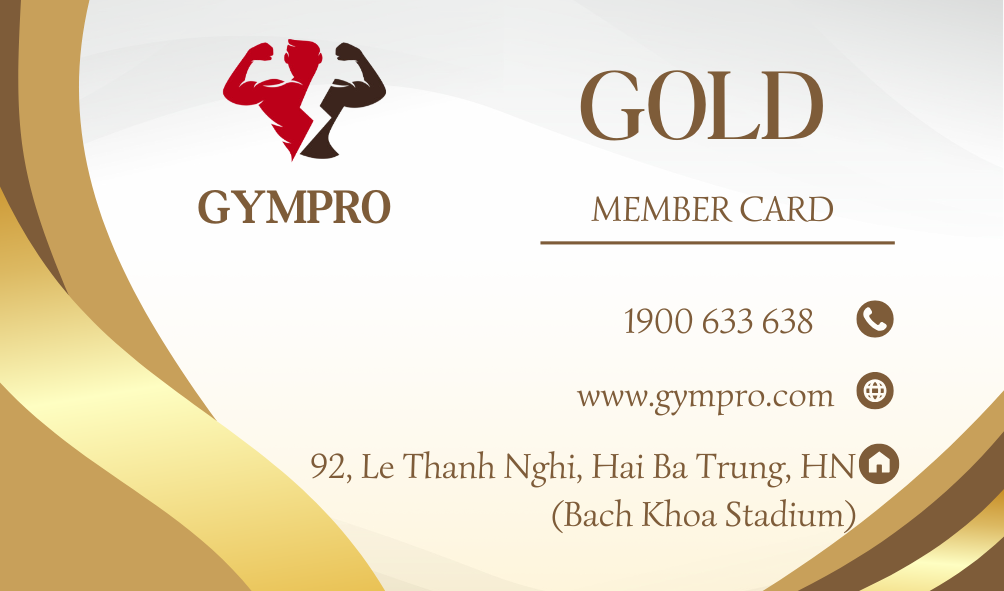 GYMPRO
GOLD
MEMBER CARD
1900 633 638
www.gympro.com
92, Le Thanh Nghi, Hai Ba Trung, HN
(Bach Khoa Stadium)